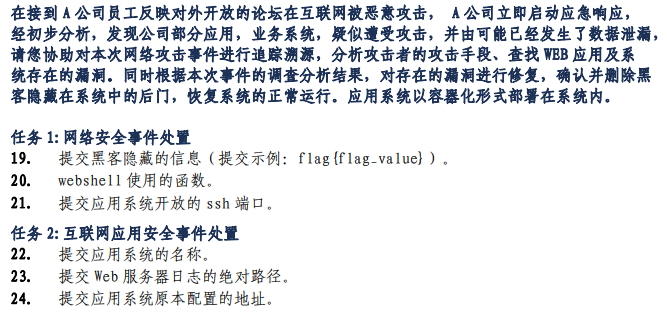 在接到 A 公司员工反映对外开放的论坛在互联网被恶意攻击， A 公司立即启动应急响应，
经初步分析，发现公司部分应用，业务系统，疑似遭受攻击，并由可能已经发生了数据泄漏，
请您协助对本次网络攻击事件进行追踪溯源，分析攻击者的攻击手段、查找 WEB 应用及系
统存在的漏洞。同时根据本次事件的调查分析结果，对存在的漏洞进行修复，确认并删除黑
客隐藏在系统中的后门，恢复系统的正常运行。应用系统以容器化形式部署在系统内。
任务 1：网络安全事件处置
19. 提交黑客隐藏的信息（提交示例：flag{flag_value}）。
20. webshell 使用的函数。
21. 提交应用系统开放的 ssh 端口。
任务 2：互联网应用安全事件处置
22. 提交应用系统的名称。
23. 提交 Web 服务器日志的绝对路径。
24. 提交应用系统原本配置的地址。